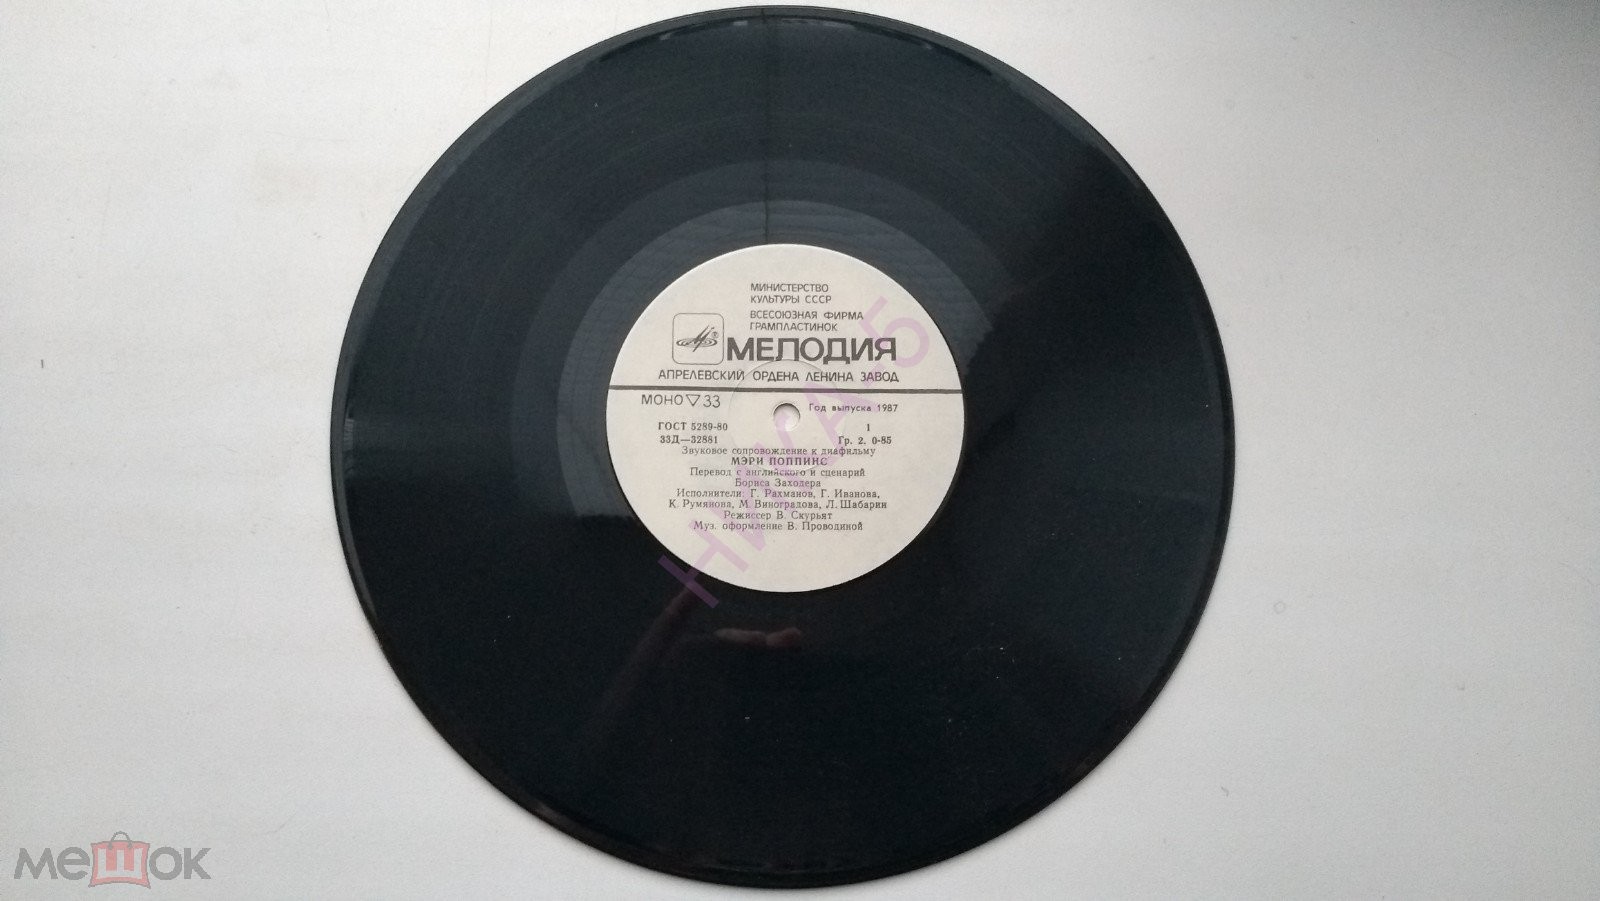 МИНИСТЕРСТВО
КУЛЬТУРЫ СССР
ВСЕСОЮЗНАЯ ФИРМА
ГРАМПЛАСТИНОК
МЕЛОДИЯ
АПРЕЛЕВСКИЙ ОРДЕНА ЛЕНИНА ЗАВОД
МОНО 33
Год выпуска 1987
ГОСТ 5289-80 1
33Д—32881 Гр. 2. 0-85
Звуковое сопровождение к диафильму
МЭРИ ПОППИНС
Перевод с английского и сценарий
Бориса Заходера
Исполнители: Г. Рахманов, Г. Иванова,
К. Румянова, М. Виноградова, Л. Шабарин
Режиссер В. Скурьят
Муз. оформление В. Проводиной
НИКА-5
мешок